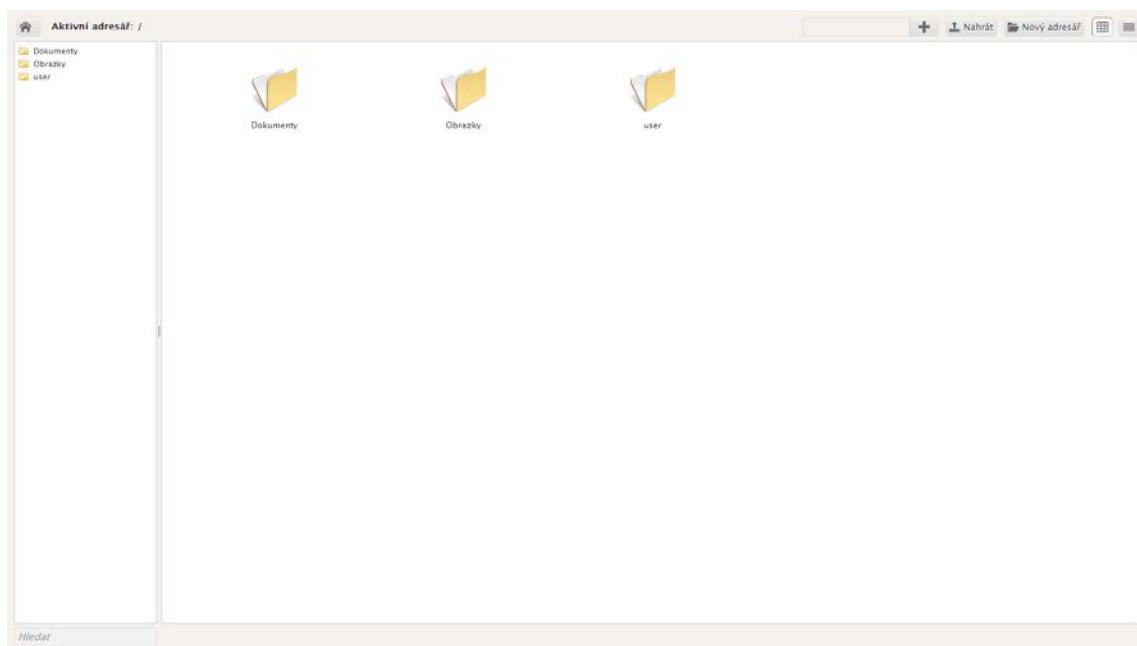 Aktivní adresář: /
Nahrát
Nový adresář
Dokumenty
Obrazky
user
Dokumenty
Obrazky
user
Hledat